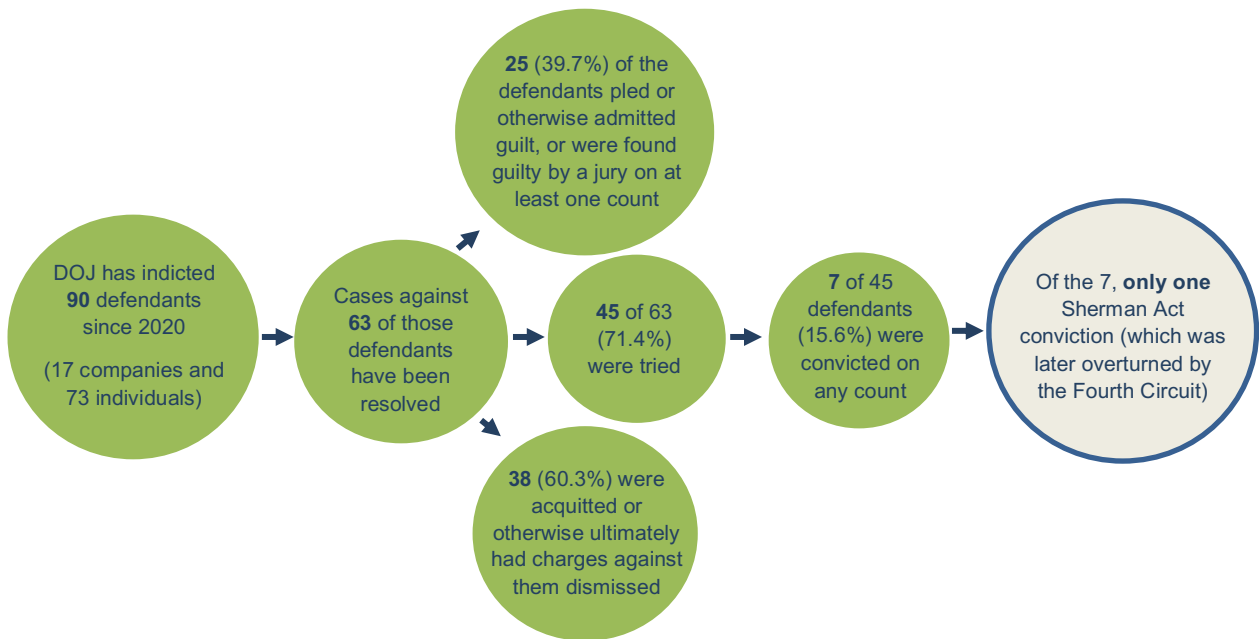 DOJ has indicted
90 defendants
since 2020
(17 companies and
73 individuals)
Cases against
63 of those
defendants
have been
resolved
25 (39.7%) of the
defendants pled or
otherwise admitted
guilt, or were found
guilty by a jury on at
least one count
45 of 63
(71.4%)
were tried
38 (60.3%) were
acquitted or
otherwise ultimately
had charges against
them dismissed
7 of 45
defendants
(15.6%) were
convicted on
any count
Of the 7, only one
Sherman Act
conviction (which was
later overturned by
the Fourth Circuit)